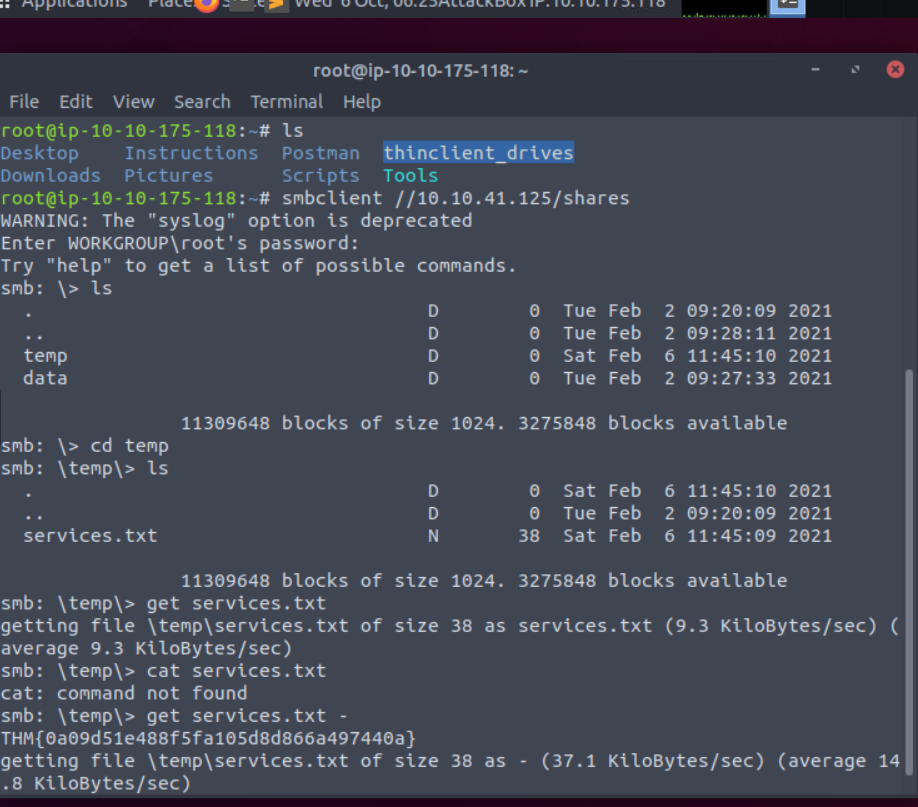 Applications Place
Wed 6 Oct, 06:25AttackBox IP:10.10.175.118
root@ip-10-10-175-118: ~
File Edit View Search Terminal Help
root@ip-10-10-175-118:~# ls
Desktop Instructions Postman thinclient_drives
Downloads Pictures Scripts Tools
root@ip-10-10-175-118:~# smbclient //10.10.41.125/shares
WARNING: The "syslog" option is deprecated
Enter WORKGROUP\root's password:
Try "help" to get a list of possible commands.
smb: \> ls
. D 0 Tue Feb 2 09:20:09 2021
.. D 0 Tue Feb 2 09:28:11 2021
temp D 0 Sat Feb 6 11:45:10 2021
data D 0 Tue Feb 2 09:27:33 2021
11309648 blocks of size 1024. 3275848 blocks available
smb: \> cd temp
smb: \temp\> ls
. D 0 Sat Feb 6 11:45:10 2021
.. D 0 Tue Feb 2 09:20:09 2021
services.txt N 38 Sat Feb 6 11:45:09 2021
11309648 blocks of size 1024. 3275848 blocks available
smb: \temp\> get services.txt
getting file \temp\services.txt of size 38 as services.txt (9.3 KiloBytes/sec) (
average 9.3 KiloBytes/sec)
smb: \temp\> cat services.txt
cat: command not found
smb: \temp\> get services.txt -
THM{0a09d51e488f5fa105d8d866a497440a}
getting file \temp\services.txt of size 38 as - (37.1 KiloBytes/sec) (average 14
.8 KiloBytes/sec)